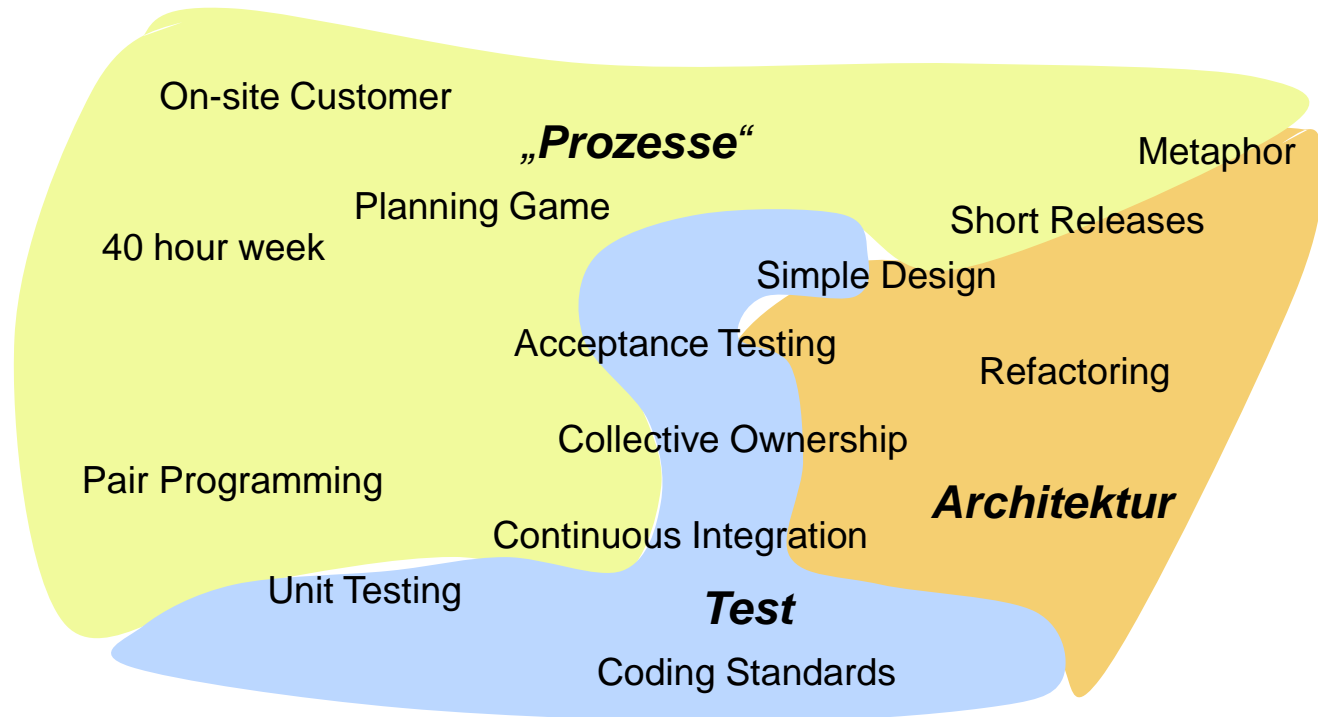 On-site Customer
„Prozesse“
Metaphor
Planning Game
Short Releases
40 hour week
Simple Design
Acceptance Testing
Refactoring
Collective Ownership
Pair Programming
Architektur
Continuous Integration
Unit Testing
Test
Coding Standards